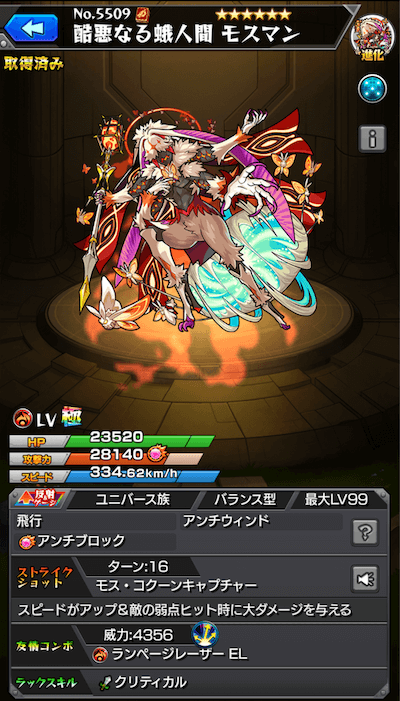 No.5509
酷悪なる蛾人間 モスマン
取得済み
進化
LV 極
HP 23520
攻撃力 28140
スピード 334.62km/h
反射 ユニバース族 バランス型 最大LV99
ゲージ
飛行 アンチウィンド
アンチブロック
ストライク ターン:16
ショット モス・コクーンキャプチャー
スピードがアップ&敵の弱点ヒット時に大ダメージを与える
友情コンボ 威力:4356
ランページレーザー EL
ラックスキル クリティカル